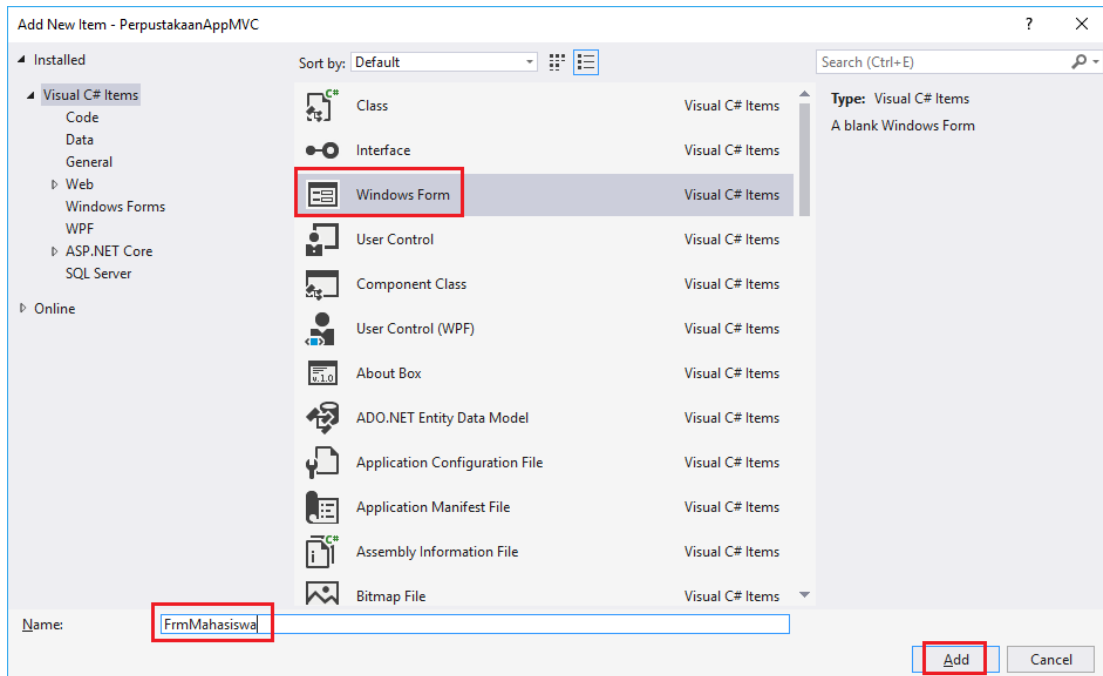 Add New Item - PerpustakaanAppMVC
? ×
Installed
Sort by: Default
Search (Ctrl+E)
Visual C# Items
Code
Data
General
Web
Windows Forms
WPF
ASP.NET Core
SQL Server
Online
C# Class Visual C# Items
Interface Visual C# Items
Windows Form Visual C# Items
User Control Visual C# Items
Component Class Visual C# Items
User Control (WPF) Visual C# Items
v.1.0 About Box Visual C# Items
ADO.NET Entity Data Model Visual C# Items
Application Configuration File Visual C# Items
Application Manifest File Visual C# Items
C# Assembly Information File Visual C# Items
Bitmap File Visual C# Items
Type: Visual C# Items
A blank Windows Form
Name: FrmMahasiswa
Add Cancel